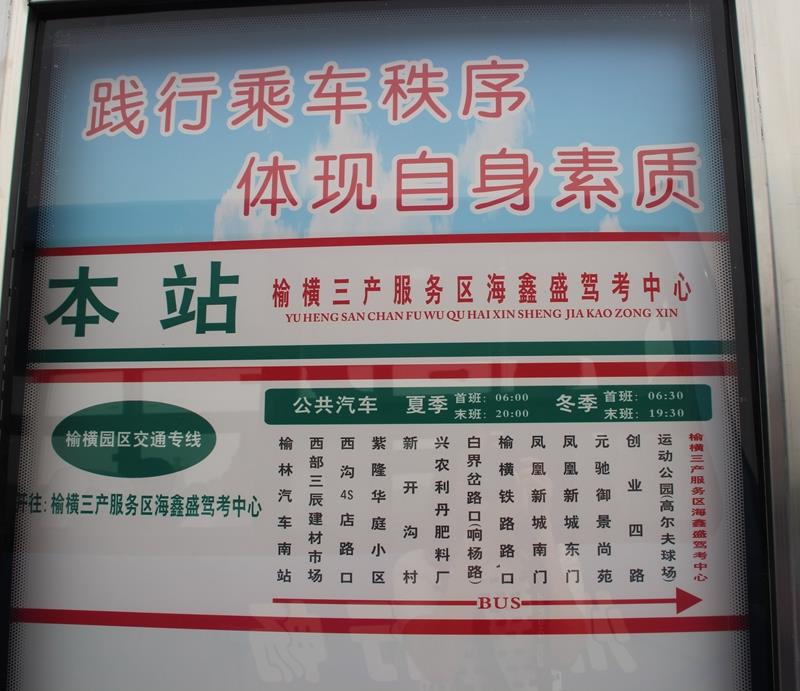 践行乘车秩序
体现自身素质
本站
榆横三产服务区海鑫盛驾考中心
YU HENG SAN CHAN FU WU QU HAI XIN SHENG JIA KAO ZONG XIN
榆横园区交通专线
开往:榆横三产服务区海鑫盛驾考中心
公共汽车 夏季 首班: 06:00 末班: 20:00 冬季 首班: 06:30 末班: 19:30
榆林汽车南站
西部三辰建材市场
西沟4S店路口
紫隆华庭小区
新开沟村
兴农利丹肥料厂
白界岔路口(响杨路)
榆横铁路路口
凤凰新城南门
凤凰新城东门
元驰御景尚苑
创业四路
运动公园(高尔夫球场)
榆横三产服务区海鑫盛驾考中心
BUS